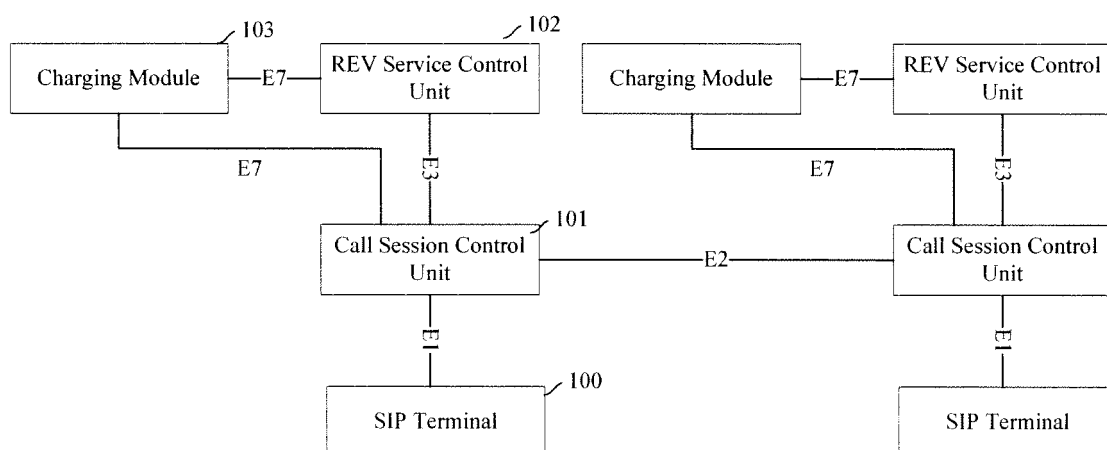 103
102
Charging Module
E7
REV Service Control
Unit
Charging Module
E7
REV Service Control
Unit
E7
E3
E7
E3
101
Call Session Control
Unit
E2
Call Session Control
Unit
E1
E1
100
SIP Terminal
SIP Terminal